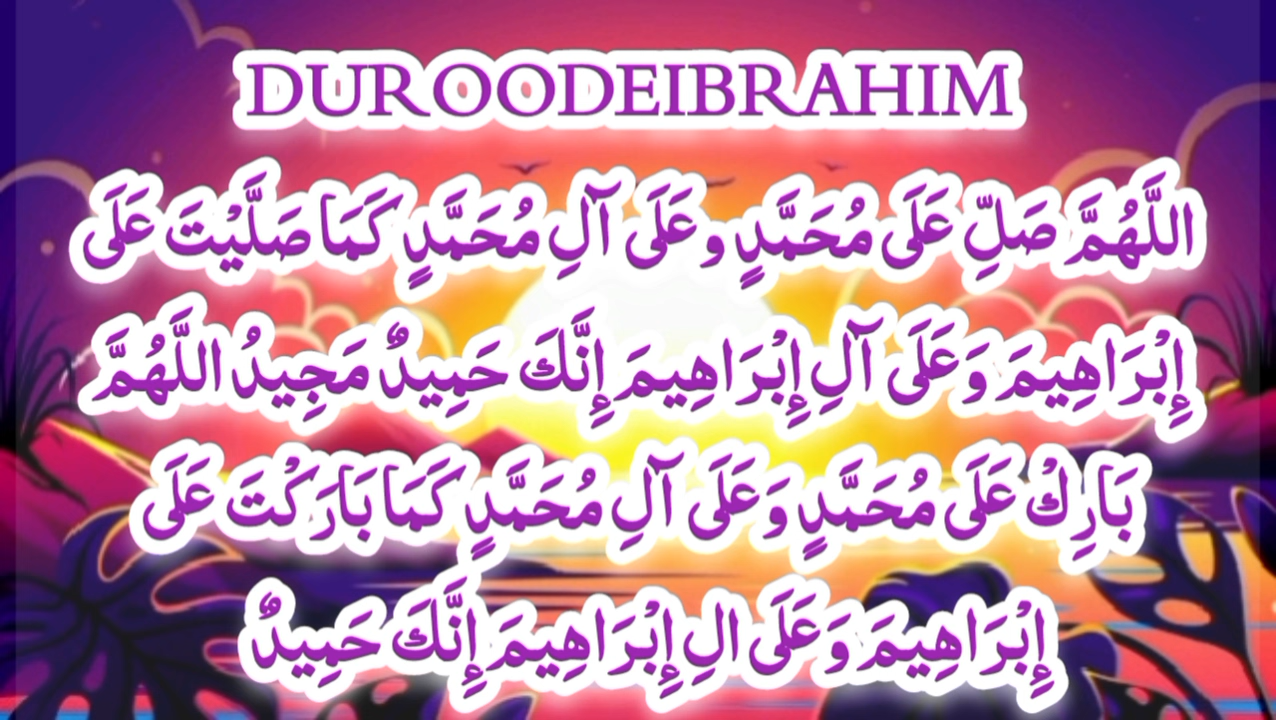 DUROODEIBRAHIM
اللَّهُمَّ صَلِّ عَلَى مُحَمَّدٍ وعَلَى آلِ مُحَمَّدٍ كَمَا صَلَّيْتَ عَلَى
إِبْرَاهِيمَ وَعَلَى آلِ إِبْرَاهِيمَ إِنَّكَ حَمِيدٌ مَجِيدُ اللَّهُمَّ
بَارِكْ عَلَى مُحَمَّدٍ وَعَلَى آلِ مُحَمَّدٍ كَمَا بَارَكْتَ عَلَى
إِبْرَاهِيمَ وَعَلَى الِ إِبْرَاهِيمَ إِنَّكَ حَمِيدٌ